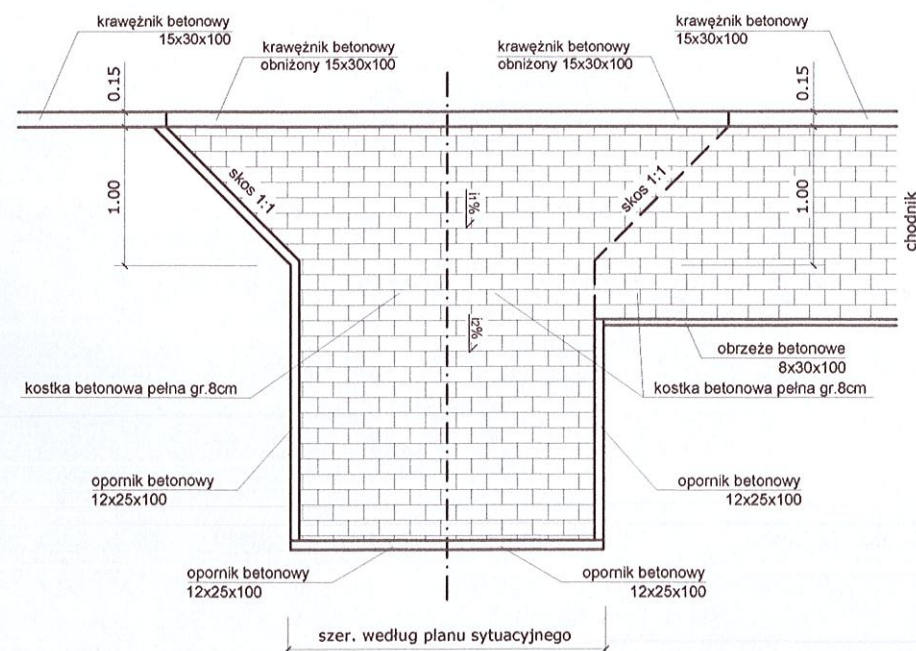 krawężnik betonowy
15x30x100
krawężnik betonowy
obniżony 15x30x100
krawężnik betonowy
obniżony 15x30x100
krawężnik betonowy
15x30x100
0.15
0.15
skos 1:1
skos 1:1
1.00
1.00
i1%
chodnik
i2%
obrzeże betonowe
8x30x100
kostka betonowa pełna gr.8cm
kostka betonowa pełna gr.8cm
opornik betonowy
12x25x100
opornik betonowy
12x25x100
opornik betonowy
12x25x100
opornik betonowy
12x25x100
szer. według planu sytuacyjnego